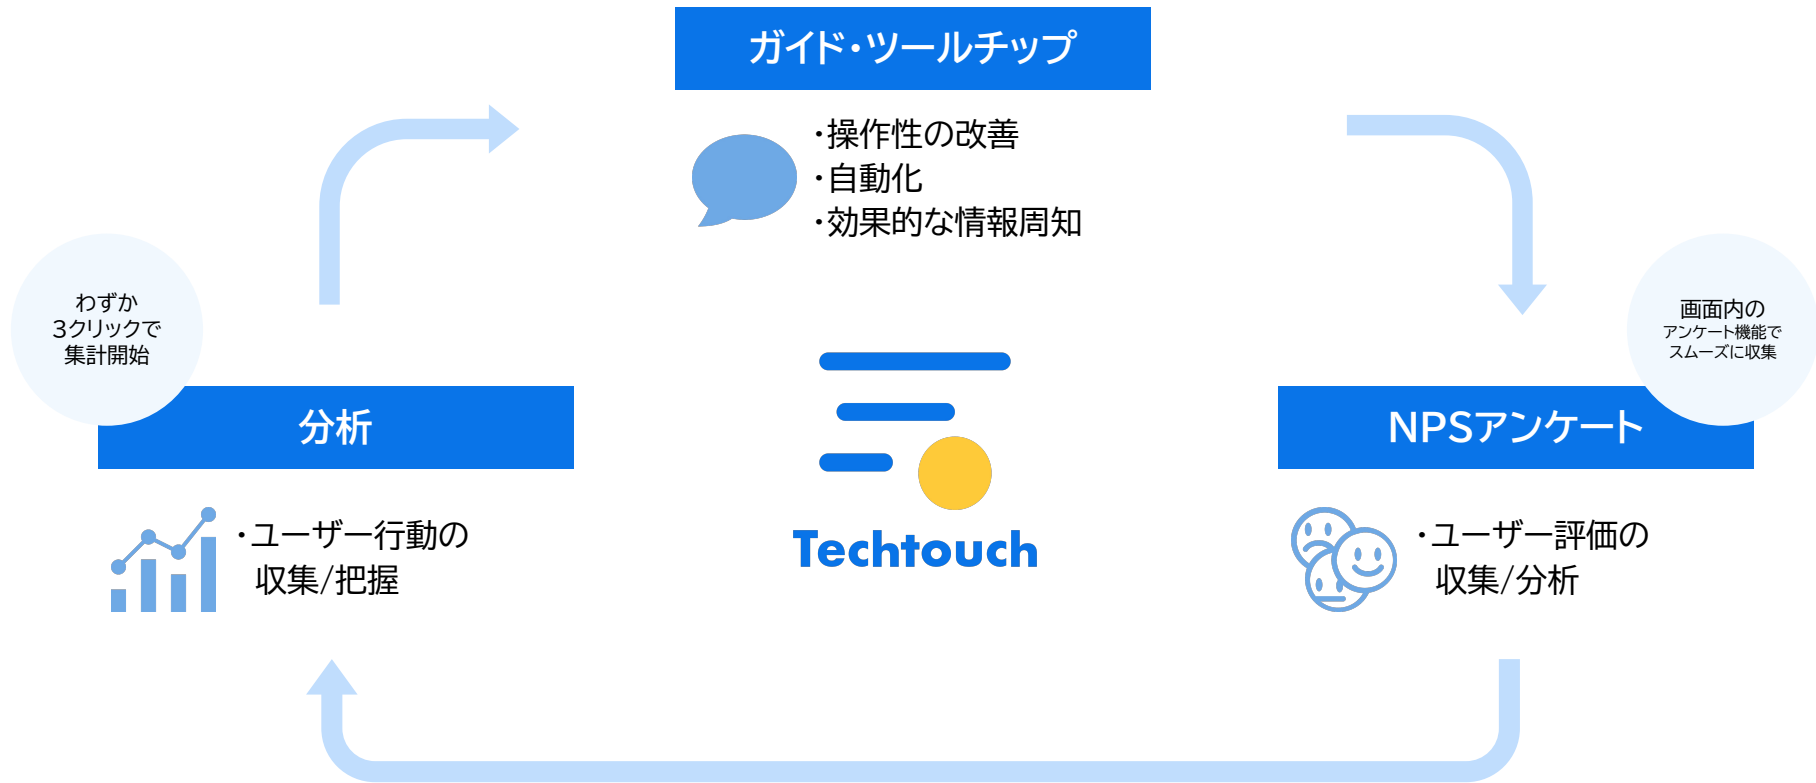 ガイド・ツールチップ
・操作性の改善
・自動化
・効果的な情報周知
わずか
3クリックで
集計開始
分析
・ユーザー行動の
収集/把握
Techtouch
画面内の
アンケート機能で
スムーズに収集
NPSアンケート
・ユーザー評価の
収集/分析